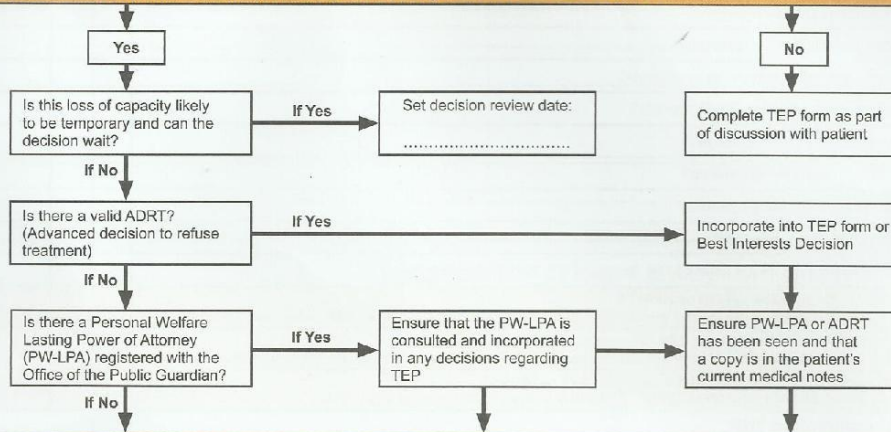 Yes
No
Is this loss of capacity likely
to be temporary and can the
decision wait?
If Yes
Set decision review date:
....................................
Complete TEP form as part
of discussion with patient
If No
Is there a valid ADRT?
(Advanced decision to refuse
treatment)
If Yes
Incorporate into TEP form or
Best Interests Decision
If No
Is there a Personal Welfare
Lasting Power of Attorney
(PW-LPA) registered with the
Office of the Public Guardian?
If Yes
Ensure that the PW-LPA is
consulted and incorporated
in any decisions regarding
TEP
Ensure PW-LPA or ADRT
has been seen and that
a copy is in the patient's
current medical notes
If No